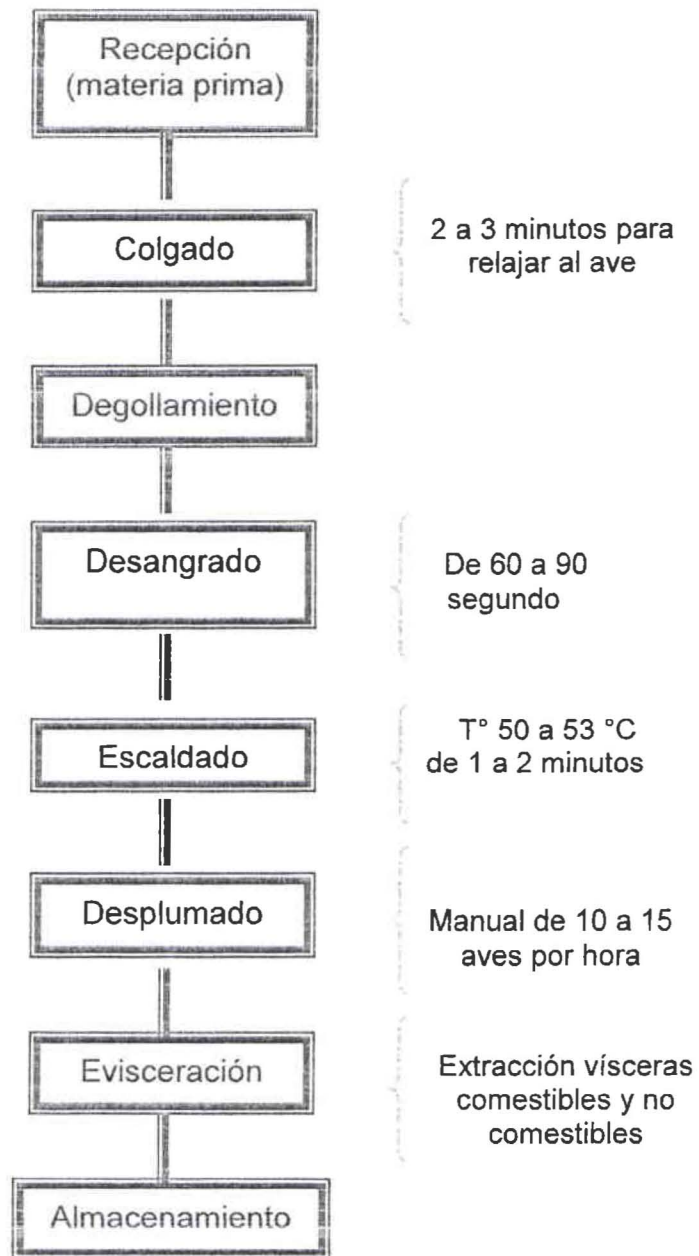 Recepción
(materia prima)
Colgado
2 a 3 minutos para
relajar al ave
Degollamiento
Desangrado
De 60 a 90
segundo
Escaldado
T° 50 a 53 °C
de 1 a 2 minutos
Desplumado
Manual de 10 a 15
aves por hora
Evisceración
Extracción vísceras
comestibles y no
comestibles
Almacenamiento